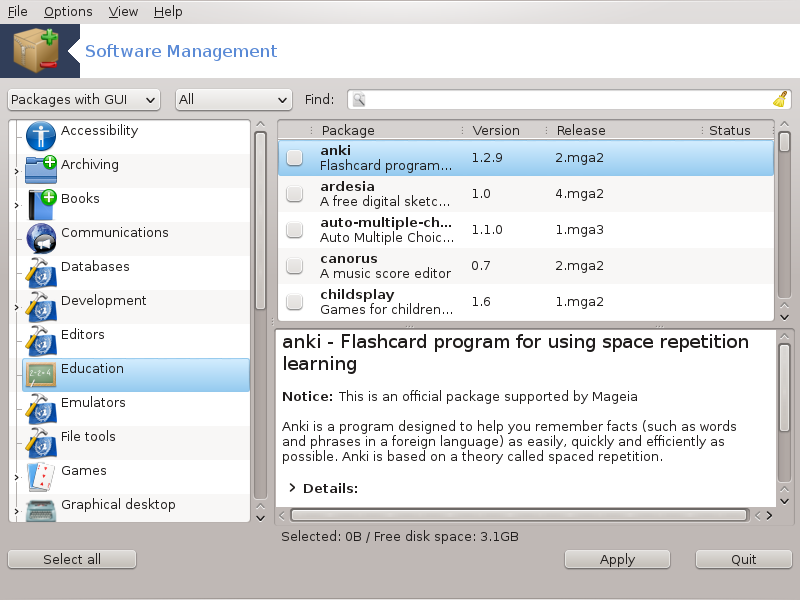 File Options View Help
Software Management
Packages with GUI All Find:
Package Version Release Status
Accessibility
Archiving
Books
Communications
Databases
Development
Editors
Education
Emulators
File tools
Games
Graphical desktop
anki 1.2.9 2.mga2
Flashcard program...
ardesia 1.0 4.mga2
A free digital sketc...
auto-multiple-ch... 1.1.0 1.mga3
Auto Multiple Choic...
canorus 0.7 2.mga2
A music score editor
childsplay 1.6 1.mga2
Games for children...
anki - Flashcard program for using space repetition
learning
Notice: This is an official package supported by Mageia
Anki is a program designed to help you remember facts (such as words
and phrases in a foreign language) as easily, quickly and efficiently as
possible. Anki is based on a theory called spaced repetition.
Details:
Selected: 0B / Free disk space: 3.1GB
Select all Apply Quit